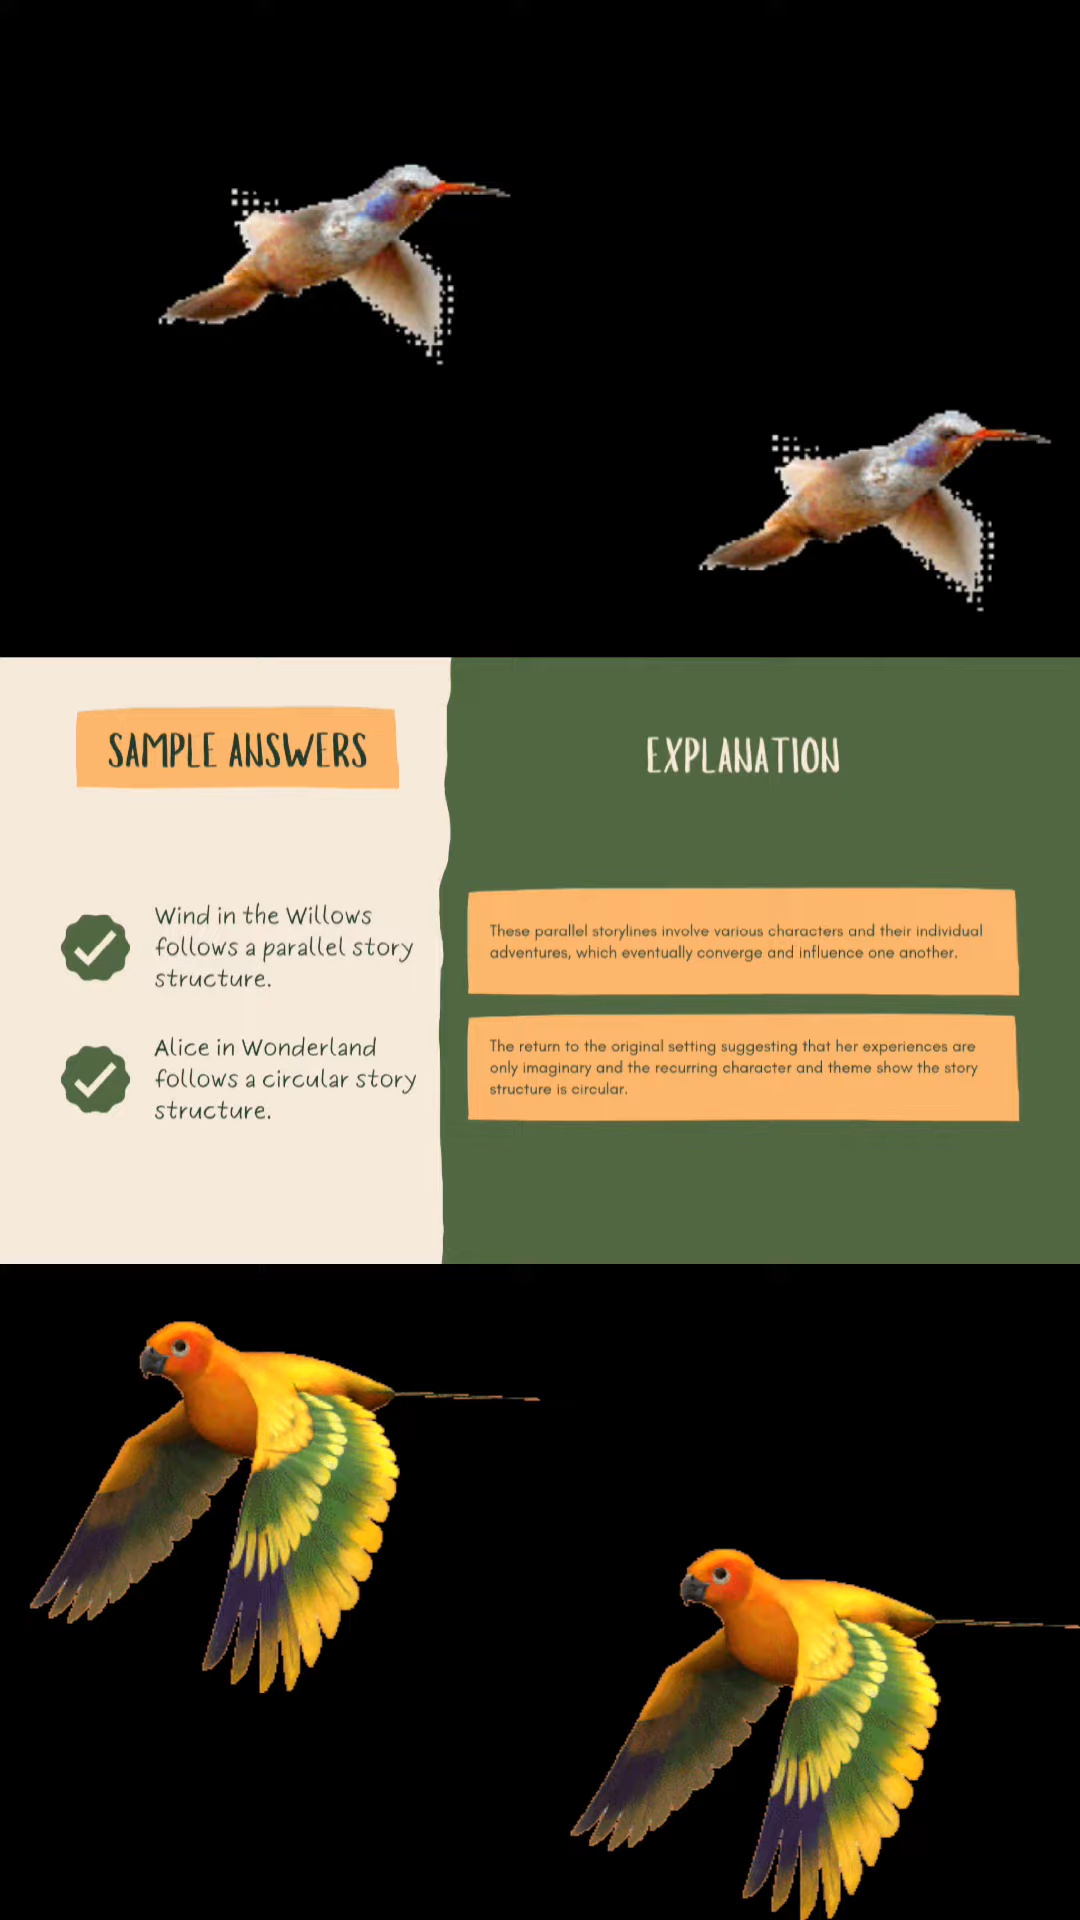 SAMPLE ANSWERS
Wind in the Willows
follows a parallel story
structure.
Alice in Wonderland
follows a circular story
structure.
EXPLANATION
These parallel storylines involve various characters and their individual
adventures, which eventually converge and influence one another.
The return to the original setting suggesting that her experiences are
only imaginary and the recurring character and theme show the story
structure is circular.